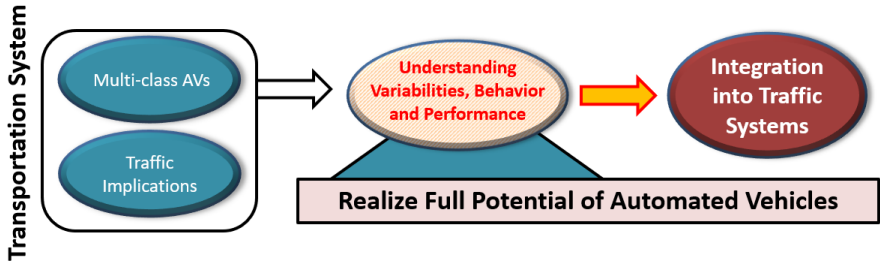 Transportation System
Multi-class AVs
Traffic
Implications
Understanding
Variabilities, Behavior
and Performance
Integration
into Traffic
Systems
Realize Full Potential of Automated Vehicles